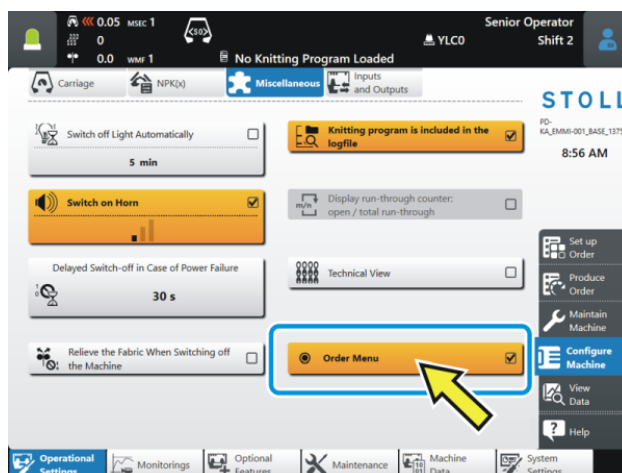 0.05 MSEC 1
<SO>
0
0.0 WMF 1
No Knitting Program Loaded
YLC0
Senior Operator
Shift 2
Carriage
NPK(x)
Miscellaneous
Inputs
and Outputs
STOLL
PD-
KA_EMMI-001_BASE_1375
8:56 AM
Switch off Light Automatically
5 min
Knitting program is included in the
logfile
Switch on Horn
m/n
Display run-through counter:
open / total run-through
Delayed Switch-off in Case of Power Failure
30 s
Technical View
Relieve the Fabric When Switching off
the Machine
Order Menu
Set up
Order
Produce
Order
Maintain
Machine
Configure
Machine
View
Data
? Help
Operational
Settings
Monitorings
Optional
Features
Maintenance
Machine
Data
System
Settings